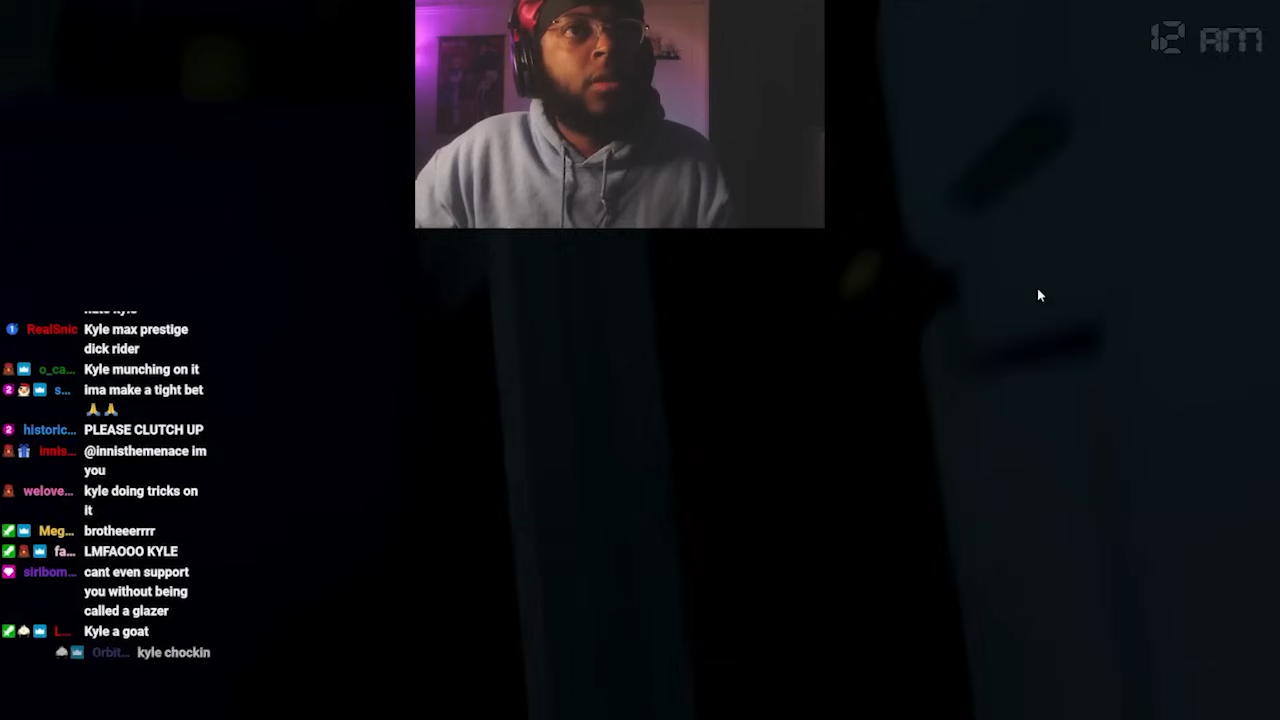 12 AM
RealSnic Kyle max prestige
dick rider
o_ca... Kyle munching on it
s... ima make a tight bet
🙏 🙏
historic... PLEASE CLUTCH UP
innis... @innisthemenace im
you
welove... kyle doing tricks on
it
Meg... brotheeerrrr
fa... LMFAOOO KYLE
siribom... cant even support
you without being
called a glazer
L... Kyle a goat
Orbit... kyle chockin